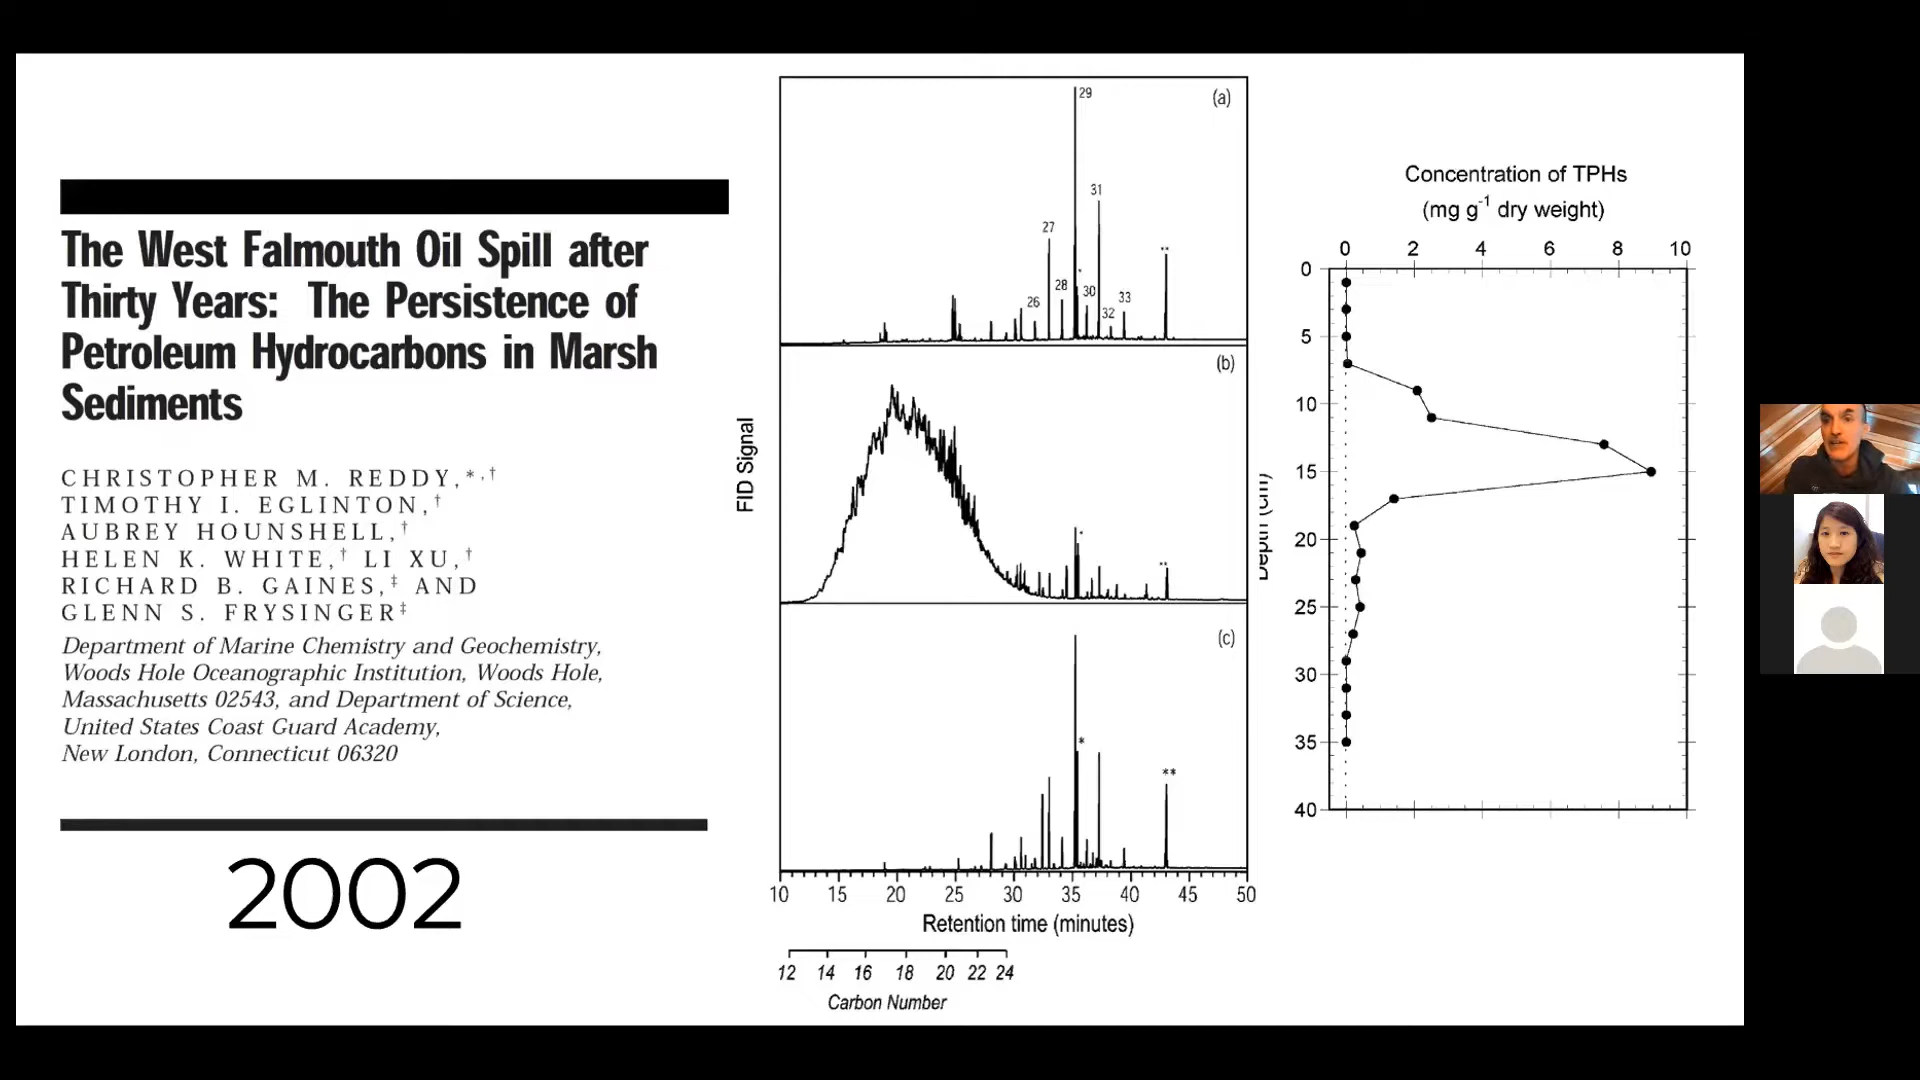 The West Falmouth Oil Spill after
Thirty Years: The Persistence of
Petroleum Hydrocarbons in Marsh
Sediments
CHRISTOPHER M. REDDY,*,†
TIMOTHY I. EGLINTON,†
AUBREY HOUNSHELL,†
HELEN K. WHITE,† LI XU,†
RICHARD B. GAINES,‡ AND
GLENN S. FRYSINGER‡
Department of Marine Chemistry and Geochemistry,
Woods Hole Oceanographic Institution, Woods Hole,
Massachusetts 02543, and Department of Science,
United States Coast Guard Academy,
New London, Connecticut 06320
2002
FID Signal
(a)
29
31
27
**
*
28
30
26
33
32
(b)
*
**
(c)
*
**
10 15 20 25 30 35 40 45 50
Retention time (minutes)
12 14 16 18 20 22 24
Carbon Number
Concentration of TPHs
(mg g-1 dry weight)
0 2 4 6 8 10
Depth (cm)
0
5
10
15
20
25
30
35
40